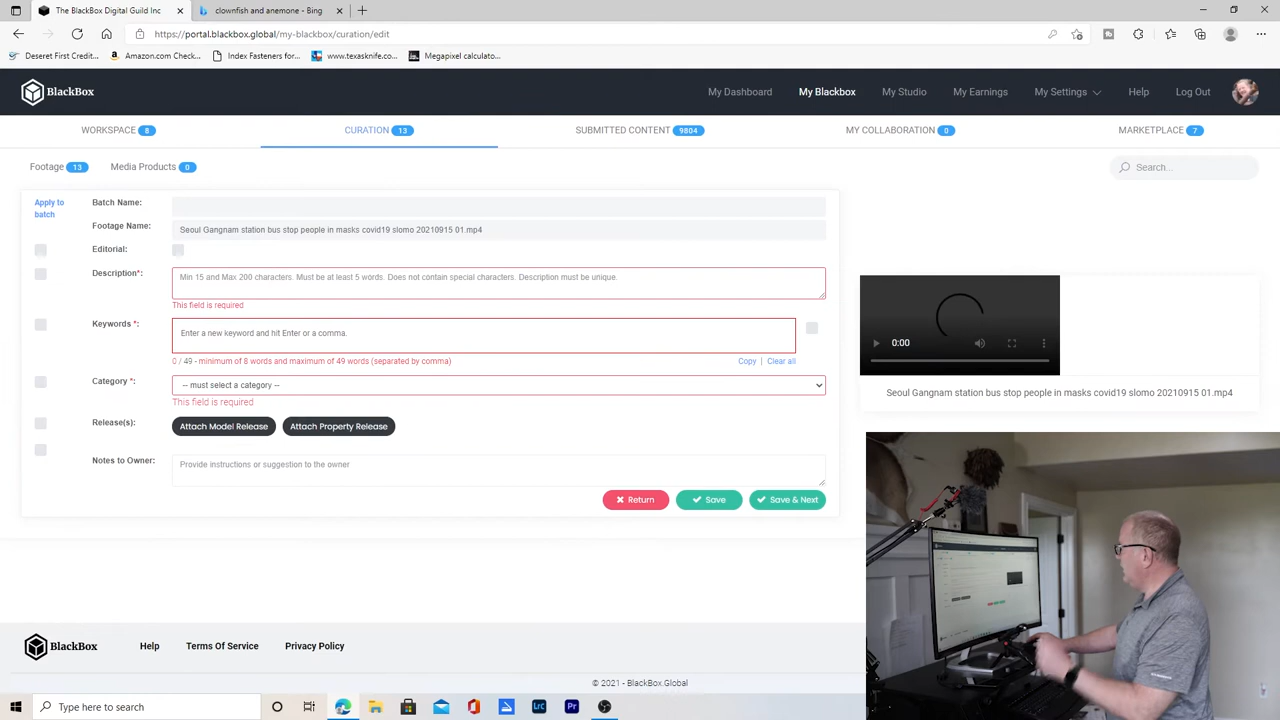 The BlackBox Digital Guild Inc
clownfish and anemone - Bing
https://portal.blackbox.global/my-blackbox/curation/edit
Deseret First Credit...
Amazon.com Check...
Index Fasteners for...
www.texasknife.co...
Megapixel calculato...
BlackBox
My Dashboard
My Blackbox
My Studio
My Earnings
My Settings
Help
Log Out
WORKSPACE 8
CURATION 13
SUBMITTED CONTENT 9804
MY COLLABORATION 0
MARKETPLACE 7
Footage 13
Media Products 0
Search...
Apply to
batch
Batch Name:
Footage Name:
Seoul Gangnam station bus stop people in masks covid19 slomo 20210915 01.mp4
Editorial:
Description*:
Min 15 and Max 200 characters. Must be at least 5 words. Does not contain special characters. Description must be unique.
This field is required
Keywords *:
Enter a new keyword and hit Enter or a comma.
0 / 49 - minimum of 8 words and maximum of 49 words (separated by comma)
Copy | Clear all
Category *:
-- must select a category --
This field is required
Release(s):
Attach Model Release
Attach Property Release
Notes to Owner:
Provide instructions or suggestion to the owner
Return
Save
Save & Next
0:00
Seoul Gangnam station bus stop people in masks covid19 slomo 20210915 01.mp4
BlackBox
Help
Terms Of Service
Privacy Policy
© 2021 - BlackBox.Global
Type here to search
Lrc
Pr